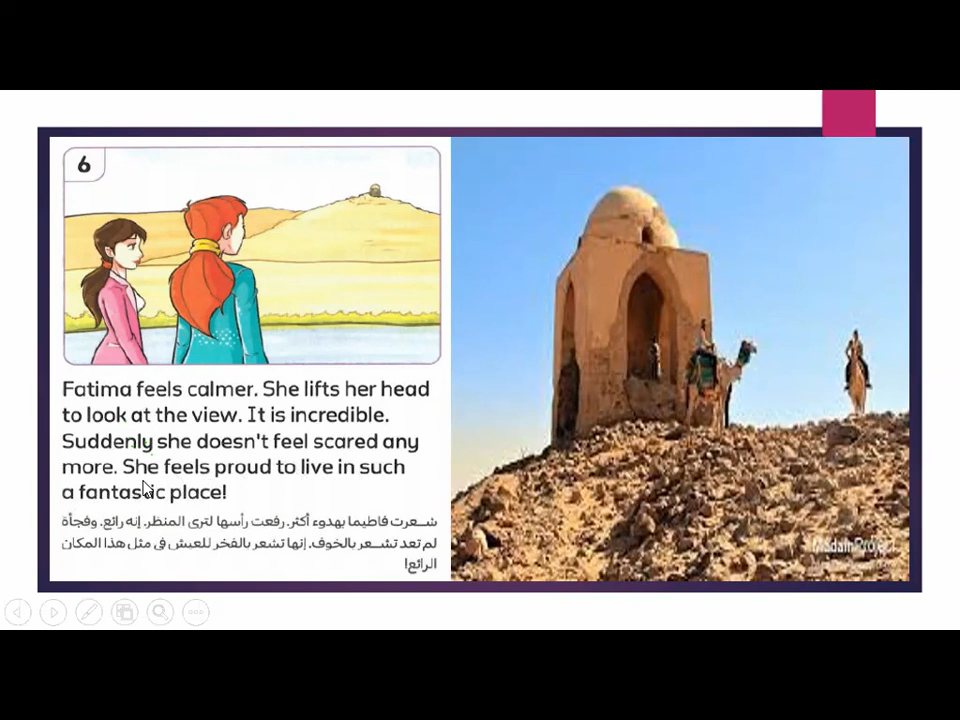 6
Fatima feels calmer. She lifts her head
to look at the view. It is incredible.
Suddenly she doesn't feel scared any
more. She feels proud to live in such
a fantastic place!
شعرت فاطيما بهدوء أكثر. رفعت رأسها لترى المنظر. إنه رائع. وفجأة
لم تعد تشعر بالخوف. إنها تشعر بالفخر للعيش في مثل هذا المكان
الرائع!
Madain Project